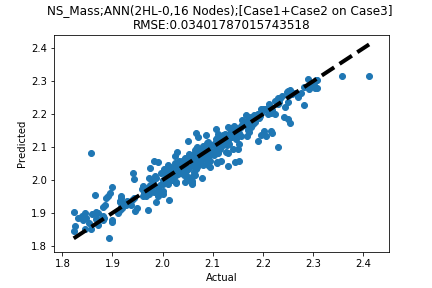 NS_Mass;ANN(2HL-0,16 Nodes);[Case1+Case2 on Case3]
RMSE:0.03401787015743518
2.4
2.3
2.2
2.1
2.0
1.9
1.8
Predicted
1.8 1.9 2.0 2.1 2.2 2.3 2.4
Actual